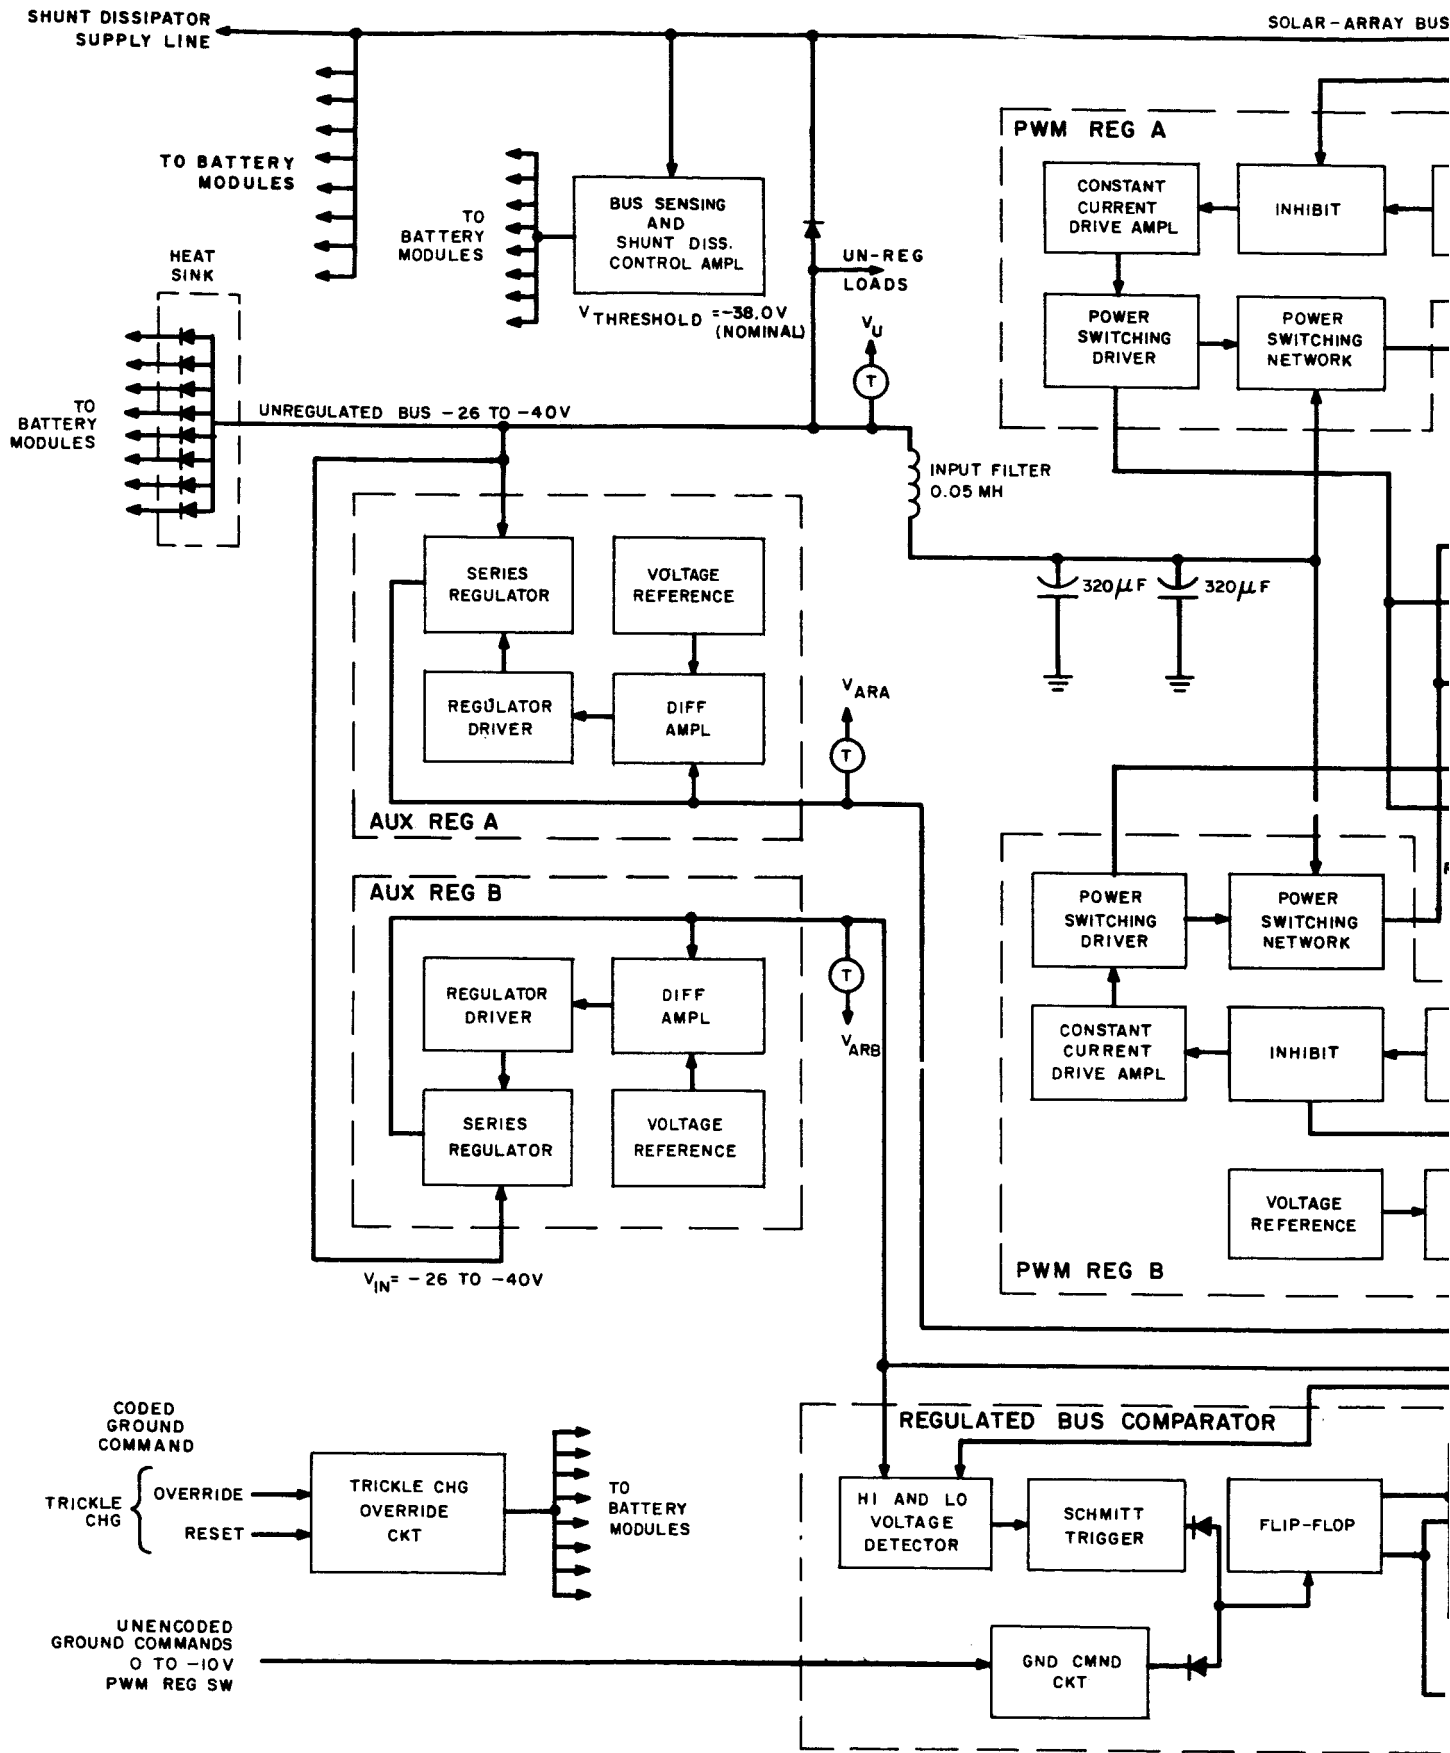 SHUNT DISSIPATOR
SUPPLY LINE
SOLAR-ARRAY BUS
TO BATTERY
MODULES
TO
BATTERY
MODULES
BUS SENSING
AND
SHUNT DISS.
CONTROL AMPL
V THRESHOLD = -38.0V
(NOMINAL)
UN-REG
LOADS
VU
T
PWM REG A
CONSTANT
CURRENT
DRIVE AMPL
INHIBIT
POWER
SWITCHING
DRIVER
POWER
SWITCHING
NETWORK
HEAT
SINK
TO
BATTERY
MODULES
UNREGULATED BUS -26 TO -40V
INPUT FILTER
0.05 MH
320μF
320μF
SERIES
REGULATOR
VOLTAGE
REFERENCE
REGULATOR
DRIVER
DIFF
AMPL
VARA
T
AUX REG A
AUX REG B
REGULATOR
DRIVER
DIFF
AMPL
T
VARB
SERIES
REGULATOR
VOLTAGE
REFERENCE
VIN= -26 TO -40V
POWER
SWITCHING
DRIVER
POWER
SWITCHING
NETWORK
CONSTANT
CURRENT
DRIVE AMPL
INHIBIT
VOLTAGE
REFERENCE
PWM REG B
CODED
GROUND
COMMAND
TRICKLE
CHG
OVERRIDE
RESET
TRICKLE CHG
OVERRIDE
CKT
TO
BATTERY
MODULES
REGULATED BUS COMPARATOR
HI AND LO
VOLTAGE
DETECTOR
SCHMITT
TRIGGER
FLIP-FLOP
UNENCODED
GROUND COMMANDS
0 TO -10V
PWM REG SW
GND CMND
CKT